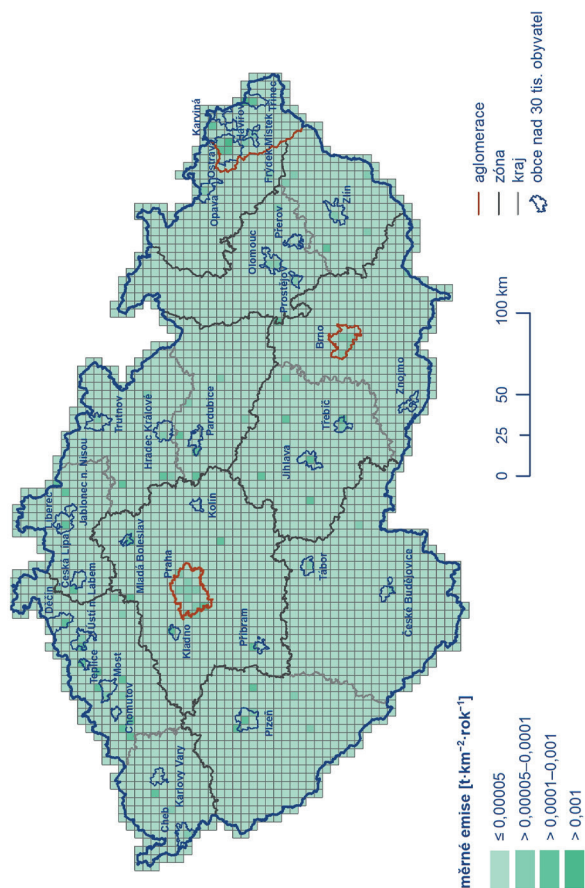 Děčín
Liberec
Česká Lípa
Jablonec n. Nisou
Ústí n. Labem
Teplice
Most
Chomutov
Trutnov
Mladá Boleslav
Cheb
Karlovy Vary
Kladno
Praha
Hradec Králové
Pardubice
Kolín
Příbram
Plzeň
Tábor
České Budějovice
Jihlava
Třebíč
Znojmo
Brno
Prostějov
Olomouc
Přerov
Zlín
Opava
Ostrava
Karviná
Havířov
Třinec
Frýdek-Místek
měrné emise [t·km⁻²·rok⁻¹]
≤ 0,00005
> 0,00005–0,0001
> 0,0001–0,001
> 0,001
0 25 50 100 km
aglomerace
zóna
kraj
obce nad 30 tis. obyvatel